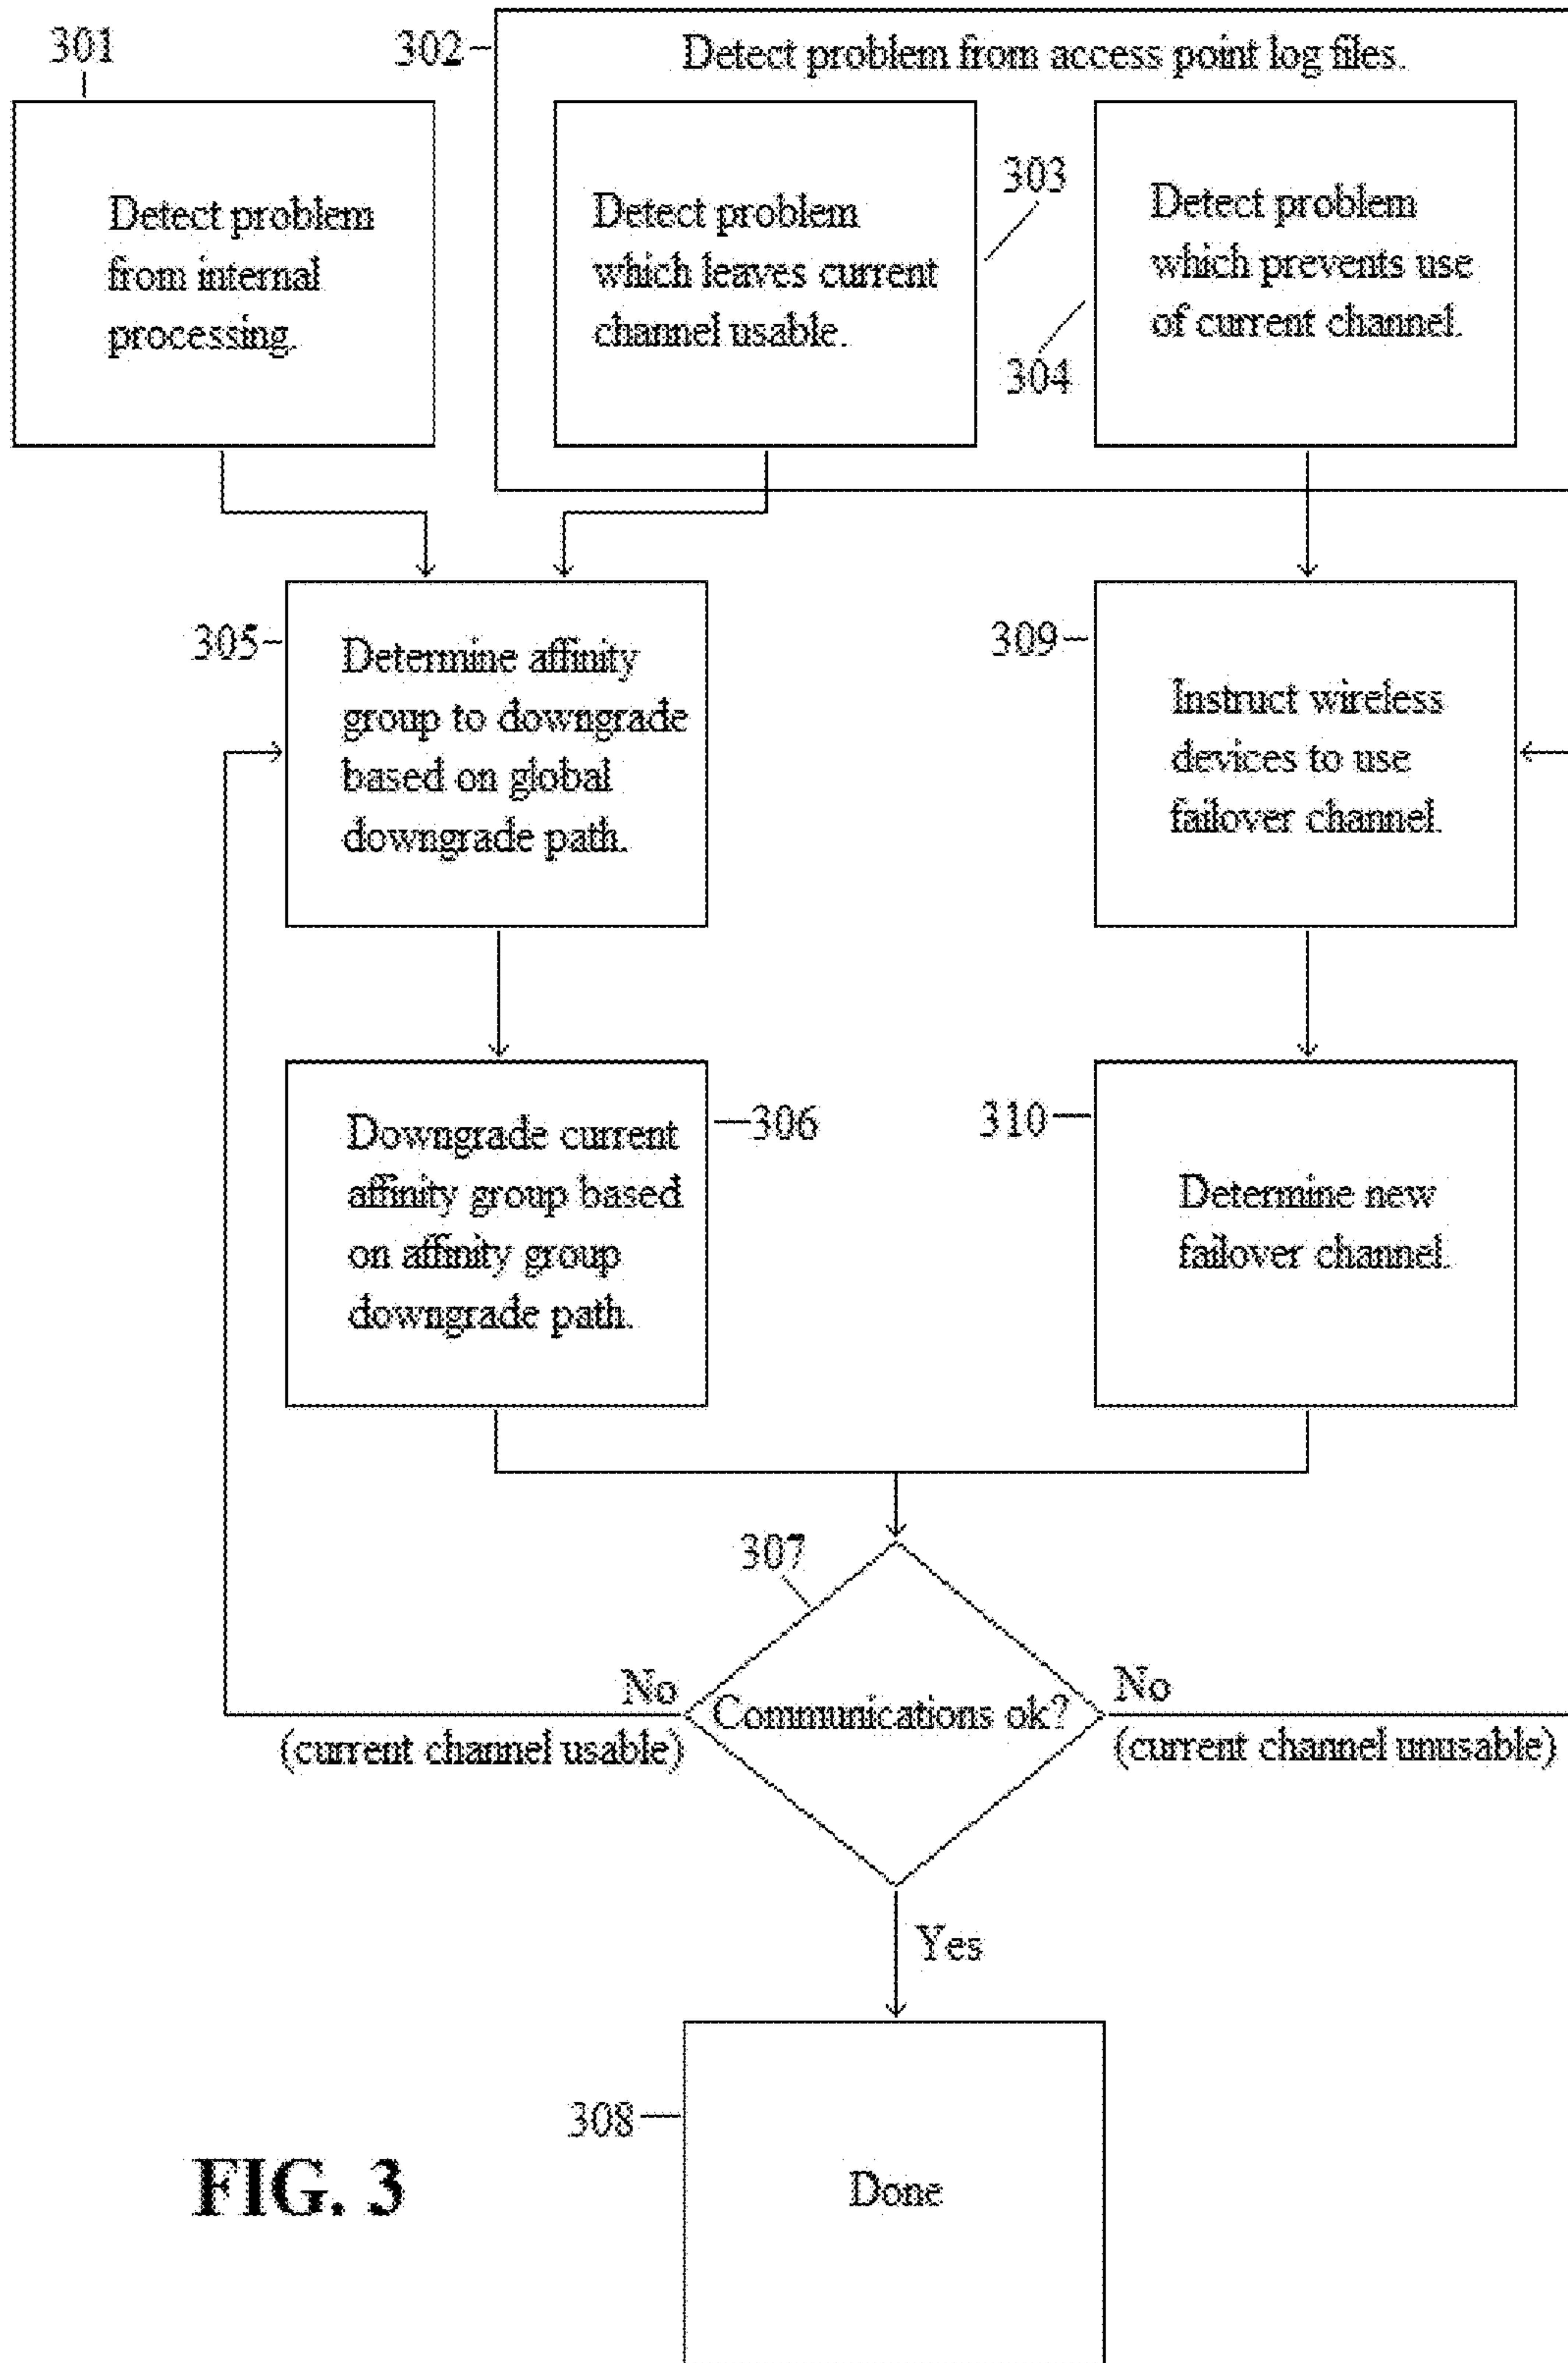 301
302
Detect problem from access point log files.
Detect problem
from internal
processing.
Detect problem
which leaves current
channel usable.
303
304
Detect problem
which prevents use
of current channel.
305
Determine affinity
group to downgrade
based on global
downgrade path.
309
Instruct wireless
devices to use
failover channel.
Downgrade current
affinity group based
on affinity group
downgrade path.
306
310
Determine new
failover channel.
307
Communications ok?
No
(current channel usable)
No
(current channel unusable)
Yes
308
Done
FIG. 3